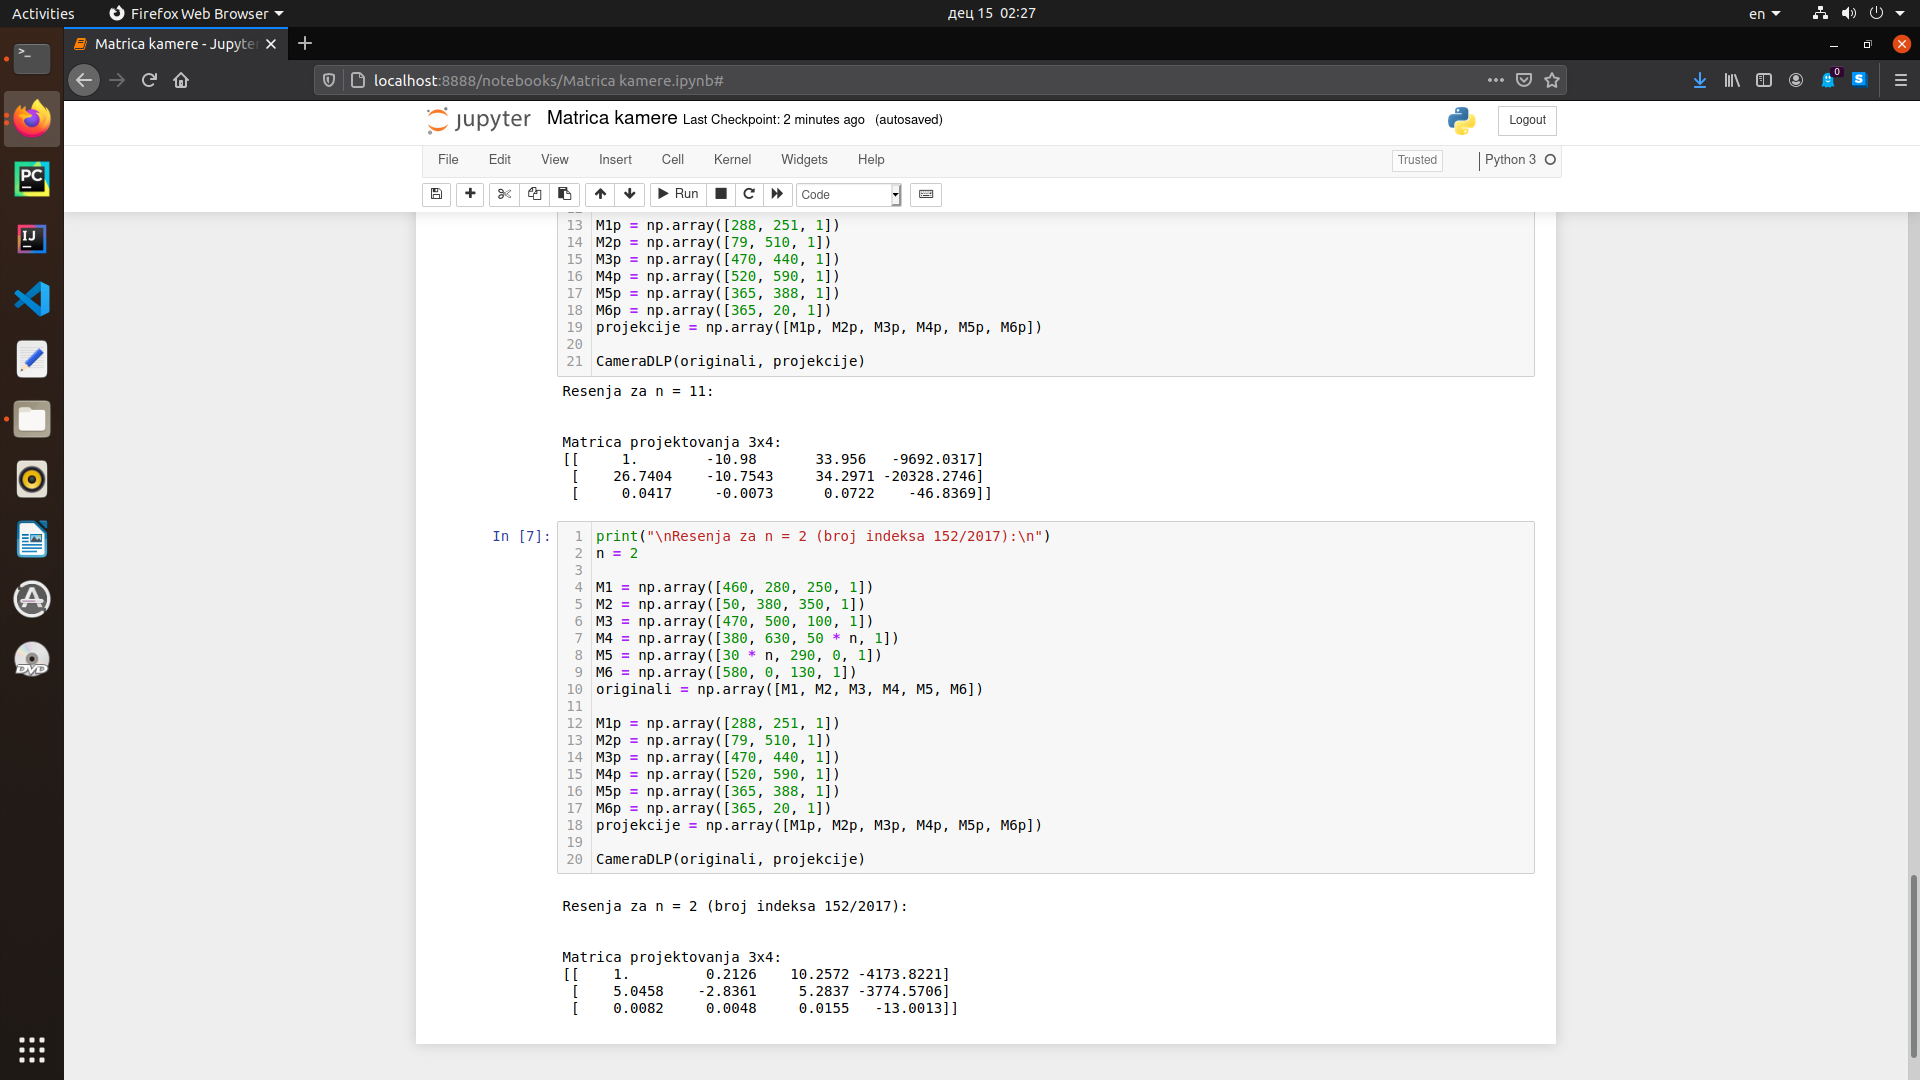 Activities
Firefox Web Browser
дец 15 02:27
en
Matrica kamere - Jupyte
localhost:8888/notebooks/Matrica kamere.ipynb#
0
S
jupyter Matrica kamere Last Checkpoint: 2 minutes ago (autosaved)
Logout
File Edit View Insert Cell Kernel Widgets Help
Trusted
Python 3
Run
Code
PC
IJ
DVD
13 M1p = np.array([288, 251, 1])
14 M2p = np.array([79, 510, 1])
15 M3p = np.array([470, 440, 1])
16 M4p = np.array([520, 590, 1])
17 M5p = np.array([365, 388, 1])
18 M6p = np.array([365, 20, 1])
19 projekcije = np.array([M1p, M2p, M3p, M4p, M5p, M6p])
20
21 CameraDLP(originali, projekcije)
Resenja za n = 11:
Matrica projektovanja 3x4:
[[ 1. -10.98 33.956 -9692.0317]
[ 26.7404 -10.7543 34.2971 -20328.2746]
[ 0.0417 -0.0073 0.0722 -46.8369]]
In [7]:
1 print("\nResenja za n = 2 (broj indeksa 152/2017):\n")
2 n = 2
3
4 M1 = np.array([460, 280, 250, 1])
5 M2 = np.array([50, 380, 350, 1])
6 M3 = np.array([470, 500, 100, 1])
7 M4 = np.array([380, 630, 50 * n, 1])
8 M5 = np.array([30 * n, 290, 0, 1])
9 M6 = np.array([580, 0, 130, 1])
10 originali = np.array([M1, M2, M3, M4, M5, M6])
11
12 M1p = np.array([288, 251, 1])
13 M2p = np.array([79, 510, 1])
14 M3p = np.array([470, 440, 1])
15 M4p = np.array([520, 590, 1])
16 M5p = np.array([365, 388, 1])
17 M6p = np.array([365, 20, 1])
18 projekcije = np.array([M1p, M2p, M3p, M4p, M5p, M6p])
19
20 CameraDLP(originali, projekcije)
Resenja za n = 2 (broj indeksa 152/2017):
Matrica projektovanja 3x4:
[[ 1. 0.2126 10.2572 -4173.8221]
[ 5.0458 -2.8361 5.2837 -3774.5706]
[ 0.0082 0.0048 0.0155 -13.0013]]